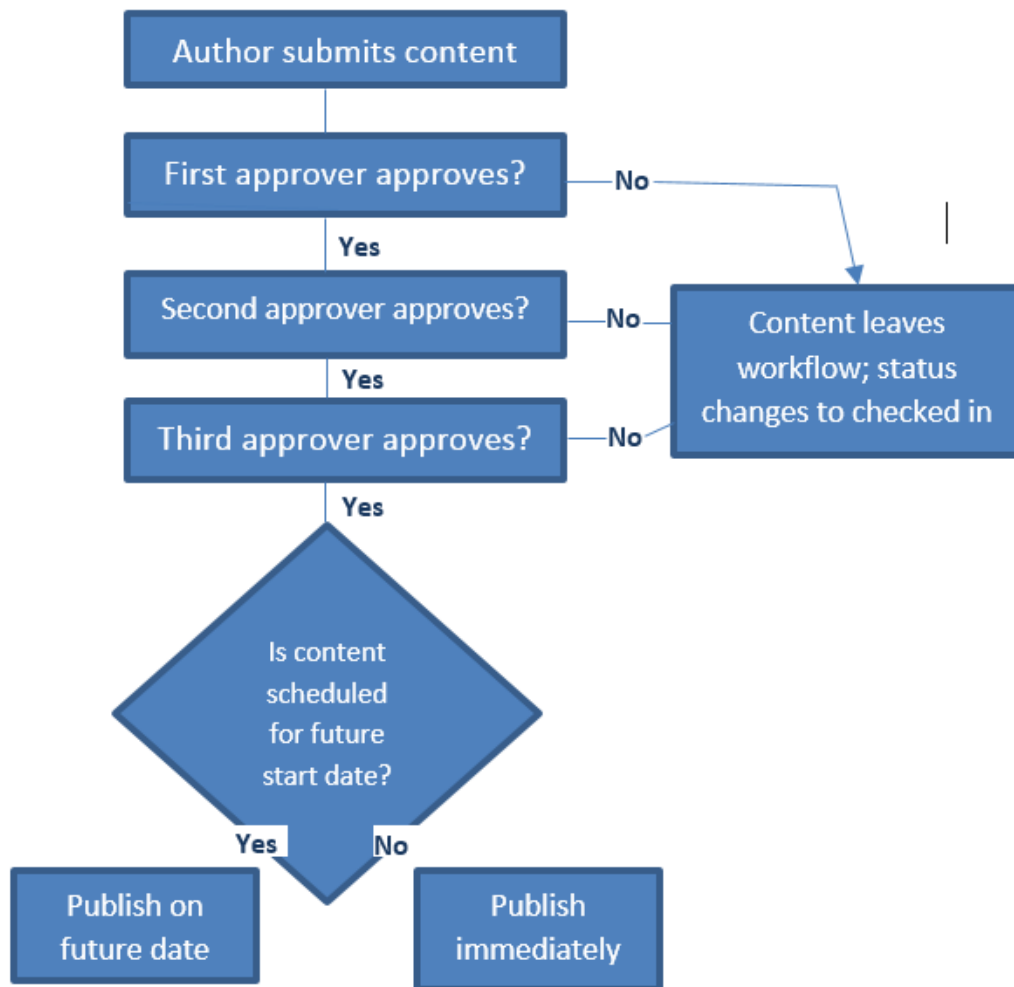 Author submits content
First approver approves?
No
Yes
Second approver approves?
No
Content leaves
workflow; status
changes to checked in
Yes
Third approver approves?
No
Yes
Is content
scheduled
for future
start date?
Yes
No
Publish on
future date
Publish
immediately